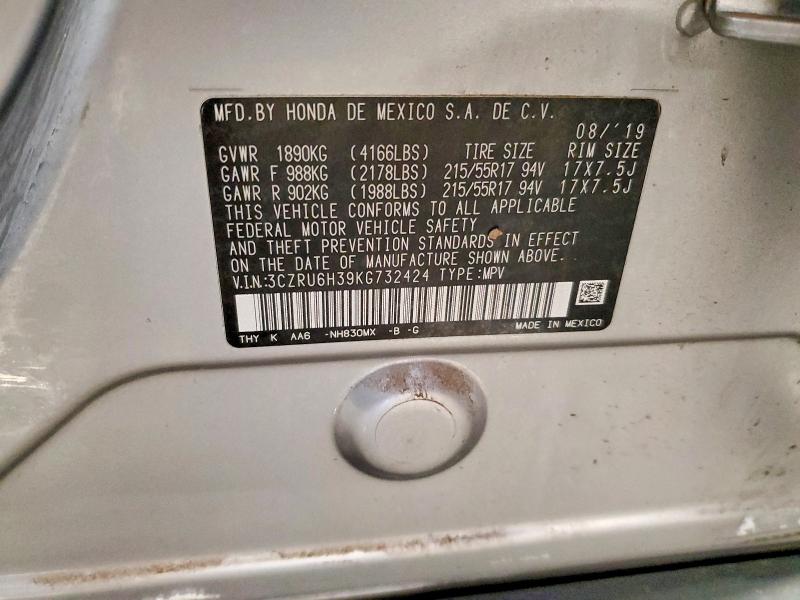 MFD.BY HONDA DE MEXICO S.A. DE C.V.
08/'19
GVWR 1890KG (4166LBS) TIRE SIZE RIM SIZE
GAWR F 988KG (2178LBS) 215/55R17 94V 17X7.5J
GAWR R 902KG (1988LBS) 215/55R17 94V 17X7.5J
THIS VEHICLE CONFORMS TO ALL APPLICABLE
FEDERAL MOTOR VEHICLE SAFETY
AND THEFT PREVENTION STANDARDS IN EFFECT
ON THE DATE OF MANUFACTURE SHOWN ABOVE.
V.I.N:3CZRU6H39KG732424 TYPE:MPV
THY K AA6 -NH830MX -B -G MADE IN MEXICO